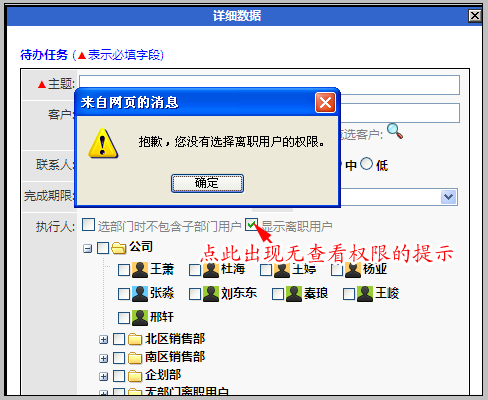 详细数据
待办任务 (▲表示必填字段)
▲主题:
来自网页的消息
客户
抱歉，您没有选择离职用户的权限。
选客户:
确定
联系人:
中 低
完成期限:
执行人: 选部门时不包含子部门用户 显示离职用户
点此出现无查看权限的提示
公司
王萧 杜海 王婷 杨亚
张淼 刘东东 秦琅 王峻
邢轩
北区销售部
南区销售部
企划部
无部门离职用户